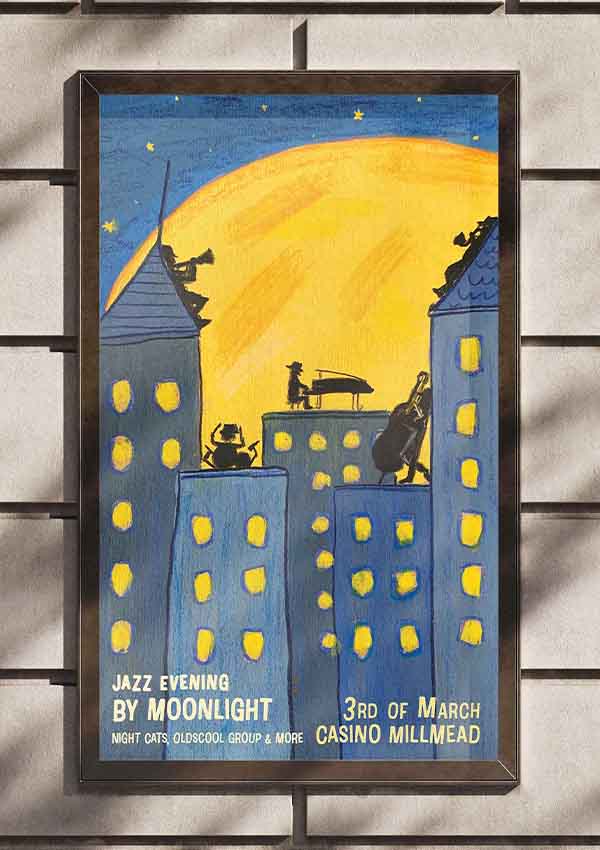 JAZZ EVENING
BY MOONLIGHT
NIGHT CATS, OLDSCOOL GROUP & MORE
3RD OF MARCH
CASINO MILLMEAD